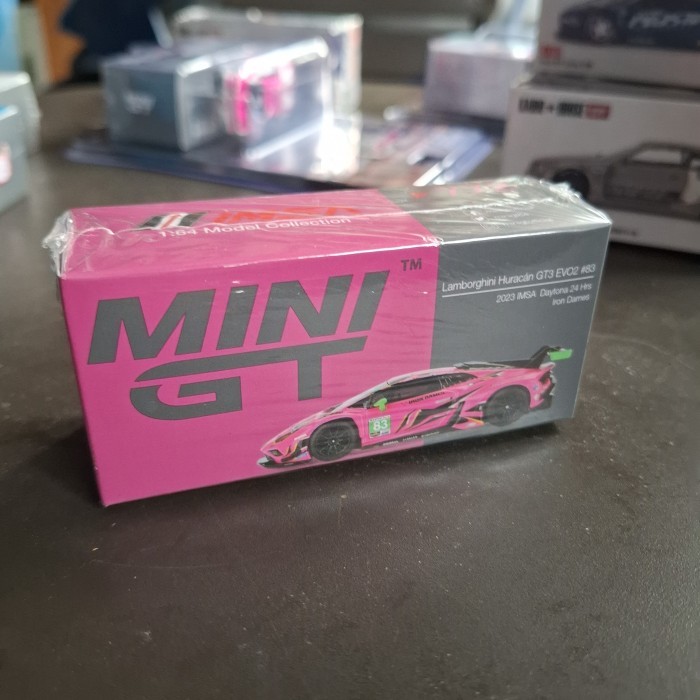 IMSA
1:64 Model Collection
MINI
GT
TM
Lamborghini Huracán GT3 EVO2 #83
2023 IMSA Daytona 24 Hrs
Iron Dames
83